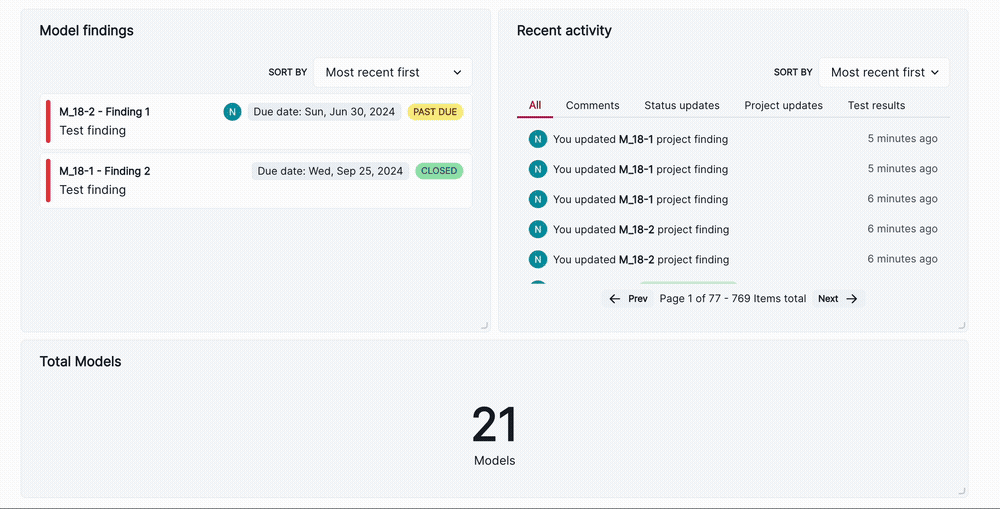 Model findings
SORT BY Most recent first
M_18-2 - Finding 1 N Due date: Sun, Jun 30, 2024 PAST DUE
Test finding
M_18-1 - Finding 2 Due date: Wed, Sep 25, 2024 CLOSED
Test finding
Recent activity
SORT BY Most recent first
All Comments Status updates Project updates Test results
N You updated M_18-1 project finding 5 minutes ago
N You updated M_18-1 project finding 5 minutes ago
N You updated M_18-1 project finding 6 minutes ago
N You updated M_18-2 project finding 6 minutes ago
N You updated M_18-2 project finding 6 minutes ago
← Prev Page 1 of 77 - 769 Items total Next →
Total Models
21
Models